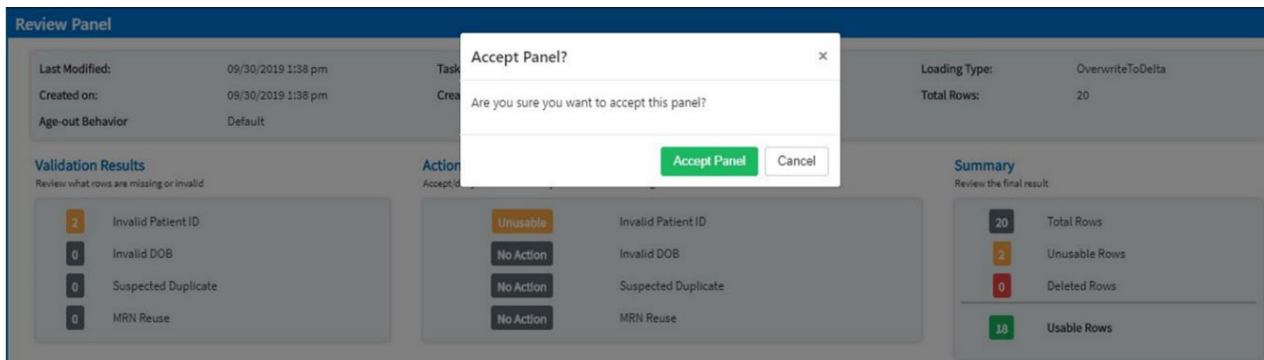 Review Panel
Accept Panel?
×
Last Modified: 09/30/2019 1:38 pm Task Loading Type: OverwriteToDelta
Created on: 09/30/2019 1:38 pm Crea Total Rows: 20
Age-out Behavior Default
Are you sure you want to accept this panel?
Accept Panel Cancel
Validation Results
Review what rows are missing or invalid
2 Invalid Patient ID
0 Invalid DOB
0 Suspected Duplicate
0 MRN Reuse
Action
Accept/d
Unusable Invalid Patient ID
No Action Invalid DOB
No Action Suspected Duplicate
No Action MRN Reuse
Summary
Review the final result
20 Total Rows
2 Unusable Rows
0 Deleted Rows
18 Usable Rows